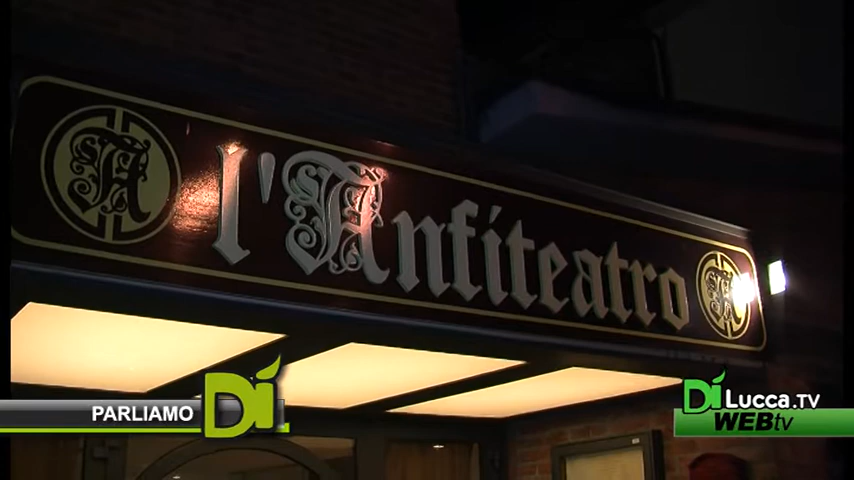 A
l'Anfiteatro
A
PARLIAMO Dì
Dì Lucca.TV
WEBtv